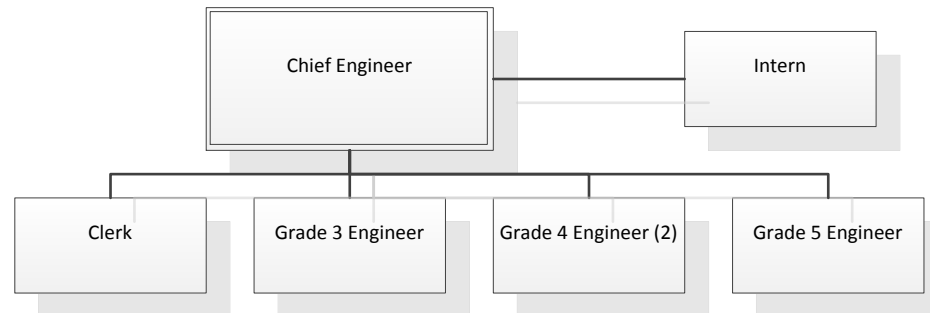 Chief Engineer
Intern
Clerk
Grade 3 Engineer
Grade 4 Engineer (2)
Grade 5 Engineer